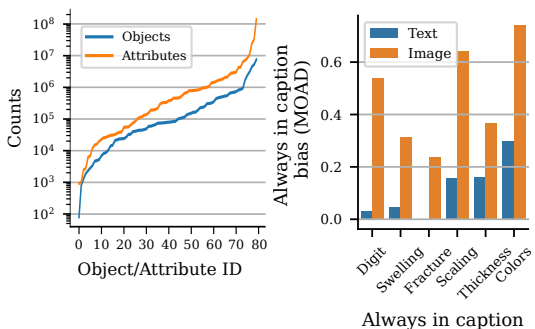 10⁸
10⁷
10⁶
10⁵
10⁴
10³
10²
Counts
Objects
Attributes
0 10 20 30 40 50 60 70 80
Object/Attribute ID
Always in caption
bias (MOAD)
0.6
0.4
0.2
0.0
Text
Image
Digit
Swelling
Fracture
Scaling
Thickness
Colors
Always in caption